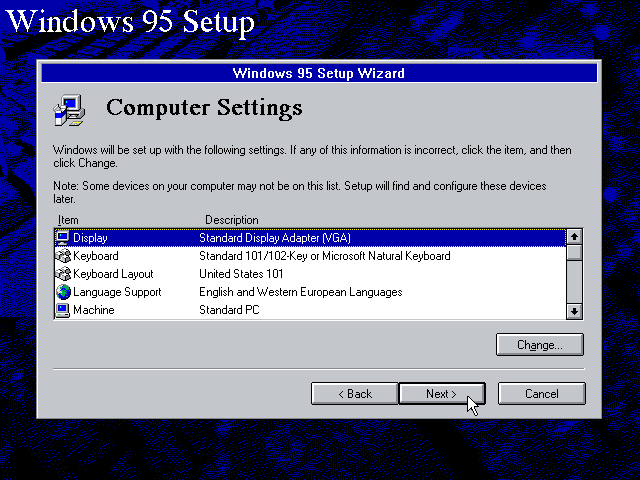 Windows 95 Setup
Windows 95 Setup Wizard
Computer Settings
Windows will be set up with the following settings. If any of this information is incorrect, click the item, and then
click Change.
Note: Some devices on your computer may not be on this list. Setup will find and configure these devices
later.
Item Description
Display Standard Display Adapter (VGA)
Keyboard Standard 101/102-Key or Microsoft Natural Keyboard
Keyboard Layout United States 101
Language Support English and Western European Languages
Machine Standard PC
Change...
< Back Next > Cancel